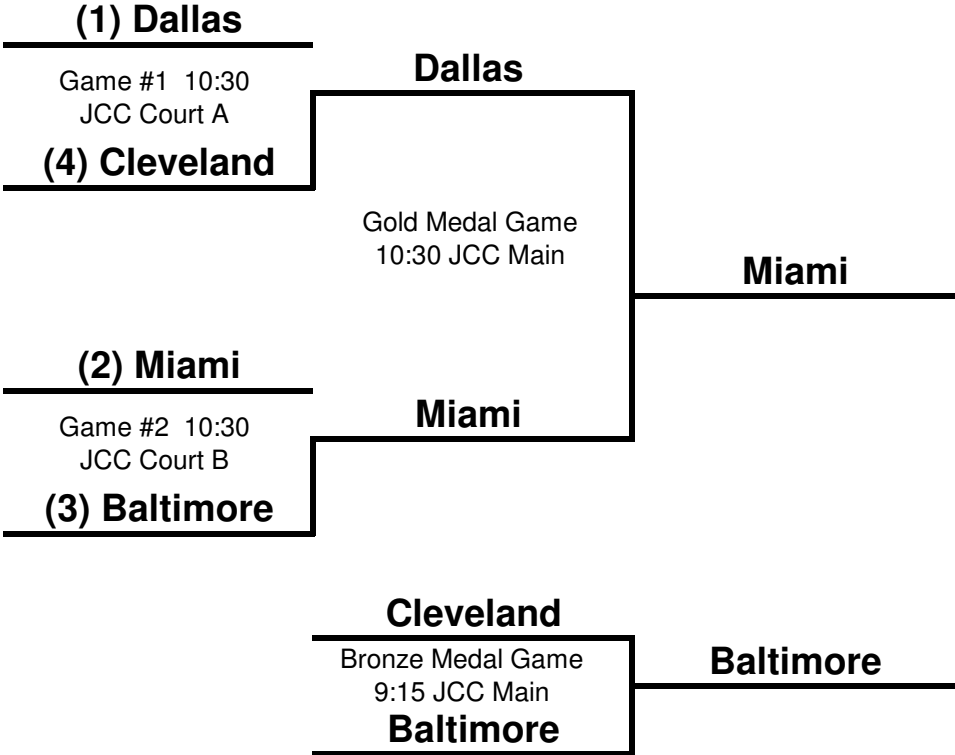 (1) Dallas
Game #1 10:30
JCC Court A
(4) Cleveland
Dallas
Gold Medal Game
10:30 JCC Main
Miami
(2) Miami
Game #2 10:30
JCC Court B
(3) Baltimore
Miami
Cleveland
Bronze Medal Game
9:15 JCC Main
Baltimore
Baltimore